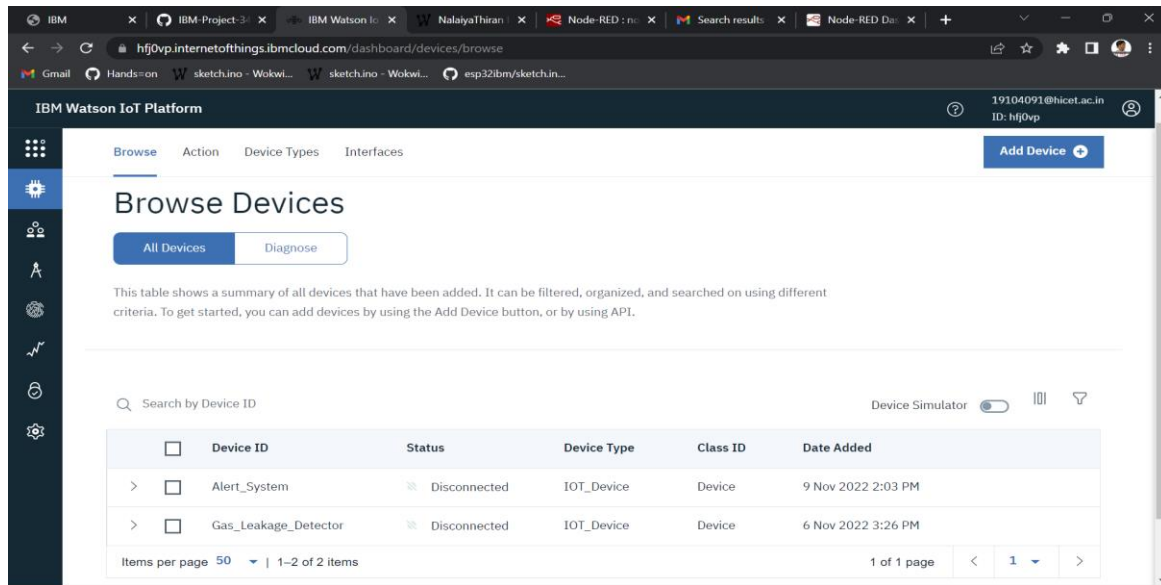 IBM
IBM-Project-34
IBM Watson Io
NalaiyaThiran
Node-RED : no
Search results
Node-RED Das
hfj0vp.internetofthings.ibmcloud.com/dashboard/devices/browse
Gmail
Hands=on
sketch.ino - Wokwi...
sketch.ino - Wokwi...
esp32ibm/sketch.in...
IBM Watson IoT Platform
19104091@hicet.ac.in
ID: hfj0vp
Browse Action Device Types Interfaces
Add Device
Browse Devices
All Devices Diagnose
This table shows a summary of all devices that have been added. It can be filtered, organized, and searched on using different
criteria. To get started, you can add devices by using the Add Device button, or by using API.
Search by Device ID
Device Simulator
Device ID Status Device Type Class ID Date Added
Alert_System Disconnected IOT_Device Device 9 Nov 2022 2:03 PM
Gas_Leakage_Detector Disconnected IOT_Device Device 6 Nov 2022 3:26 PM
Items per page 50 | 1–2 of 2 items 1 of 1 page < 1 >